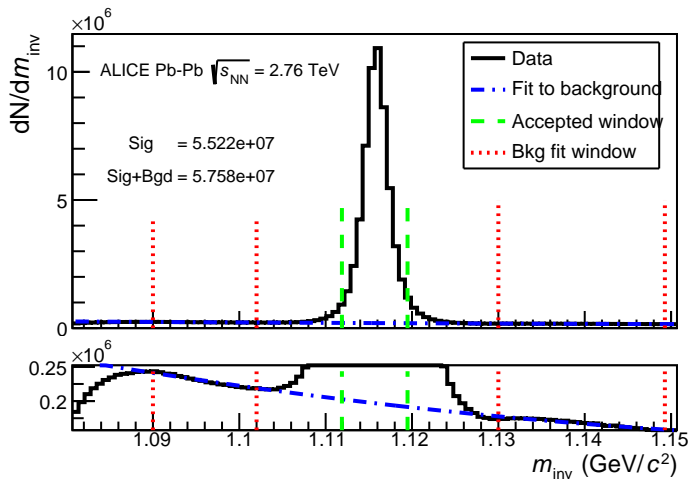 ×10⁶
dN/dm_inv
10
5
0
ALICE Pb-Pb √s_NN = 2.76 TeV
Sig = 5.522e+07
Sig+Bgd = 5.758e+07
Data
Fit to background
Accepted window
Bkg fit window
×10⁶
0.25
0.2
1.09 1.1 1.11 1.12 1.13 1.14 1.15
m_inv (GeV/c²)